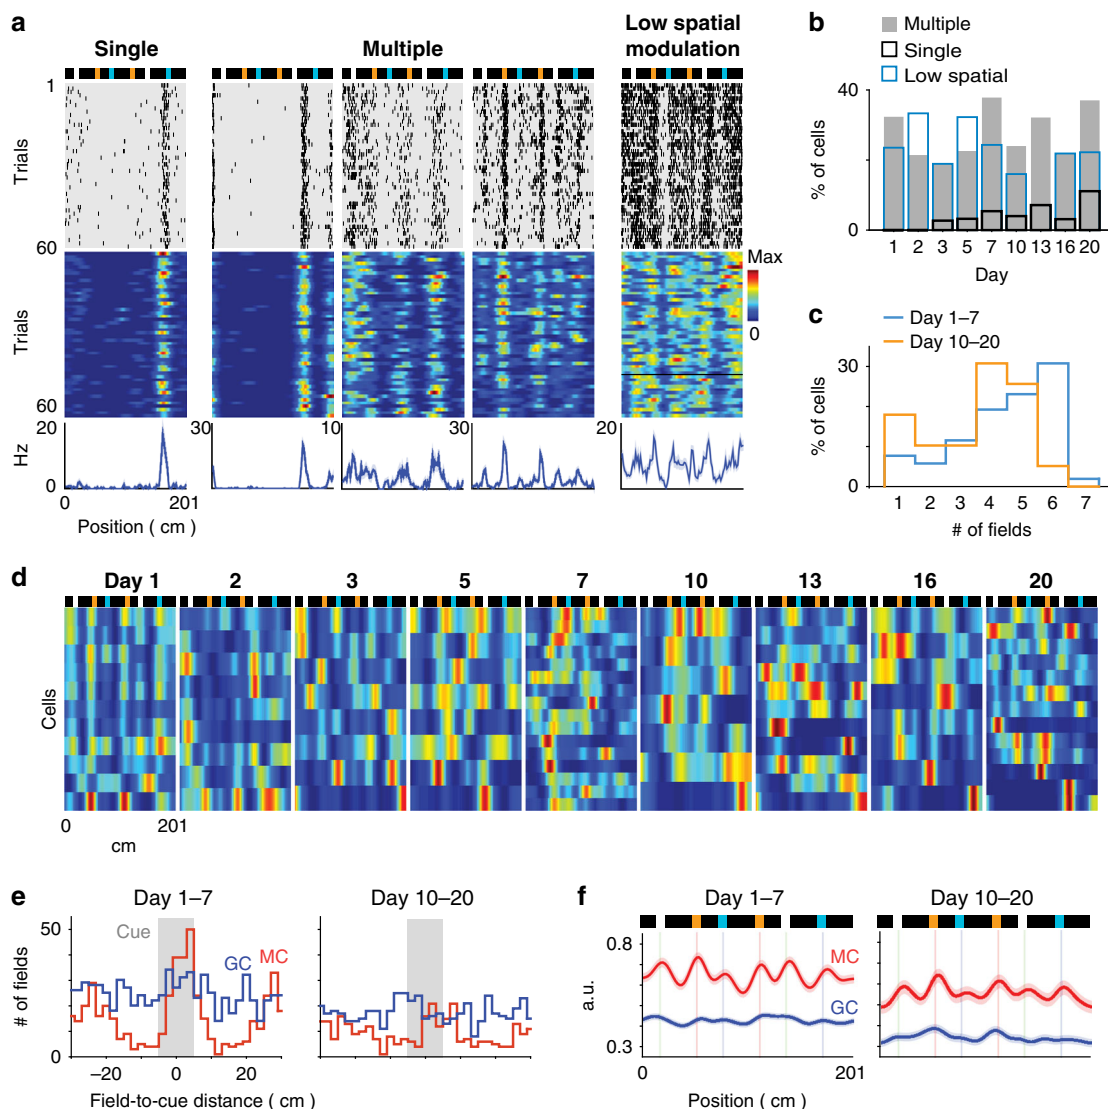 a
Single
Multiple
Low spatial
modulation
1
Trials
60
Trials
60
Max
0
20
30
10
30
20
Hz
0
0
201
Position ( cm )
b
Multiple
Single
Low spatial
40
% of cells
0
1 2 3 5 7 10 13 16 20
Day
c
Day 1–7
Day 10–20
30
% of cells
0
1 2 3 4 5 6 7
# of fields
d
Day 1 2 3 5 7 10 13 16 20
Cells
0 201
cm
e
Day 1–7
Day 10–20
50
Cue
GC
MC
# of fields
0
−20 0 20
Field-to-cue distance ( cm )
f
Day 1–7
Day 10–20
0.8
MC
a.u.
GC
0.3
0 201
Position ( cm )